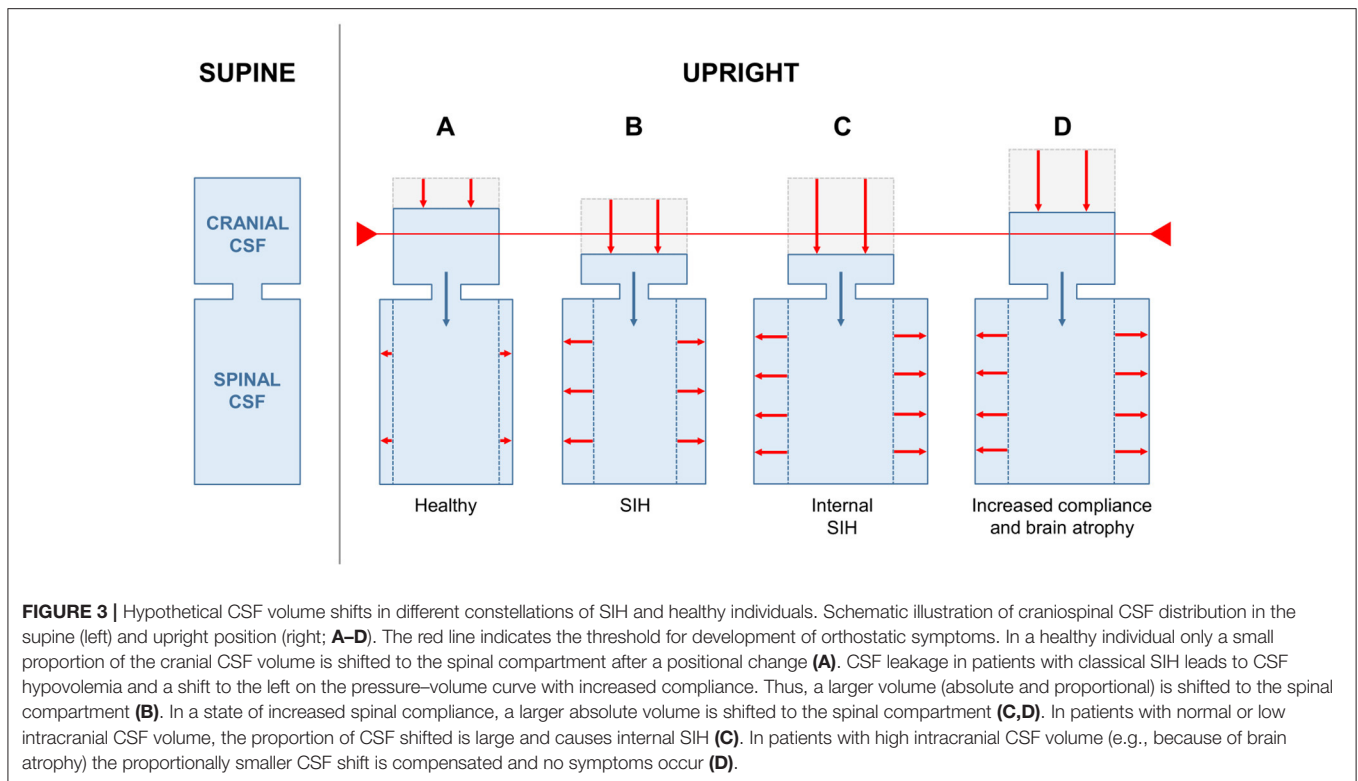 SUPINE
UPRIGHT
A
B
C
D
CRANIAL
CSF
SPINAL
CSF
Healthy
SIH
Internal
SIH
Increased compliance
and brain atrophy
FIGURE 3 | Hypothetical CSF volume shifts in different constellations of SIH and healthy individuals. Schematic illustration of craniospinal CSF distribution in the
supine (left) and upright position (right; A–D). The red line indicates the threshold for development of orthostatic symptoms. In a healthy individual only a small
proportion of the cranial CSF volume is shifted to the spinal compartment after a positional change (A). CSF leakage in patients with classical SIH leads to CSF
hypovolemia and a shift to the left on the pressure–volume curve with increased compliance. Thus, a larger volume (absolute and proportional) is shifted to the spinal
compartment (B). In a state of increased spinal compliance, a larger absolute volume is shifted to the spinal compartment (C,D). In patients with normal or low
intracranial CSF volume, the proportion of CSF shifted is large and causes internal SIH (C). In patients with high intracranial CSF volume (e.g., because of brain
atrophy) the proportionally smaller CSF shift is compensated and no symptoms occur (D).